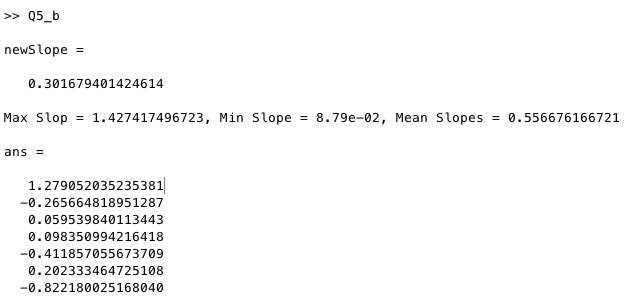 >> Q5_b
newSlope =
0.301679401424614
Max Slop = 1.427417496723, Min Slope = 8.79e-02, Mean Slopes = 0.556676166721
ans =
1.279052035235381
-0.265664818951287
0.059539840113443
0.098350994216418
-0.411857055673709
0.202333464725108
-0.822180025168040